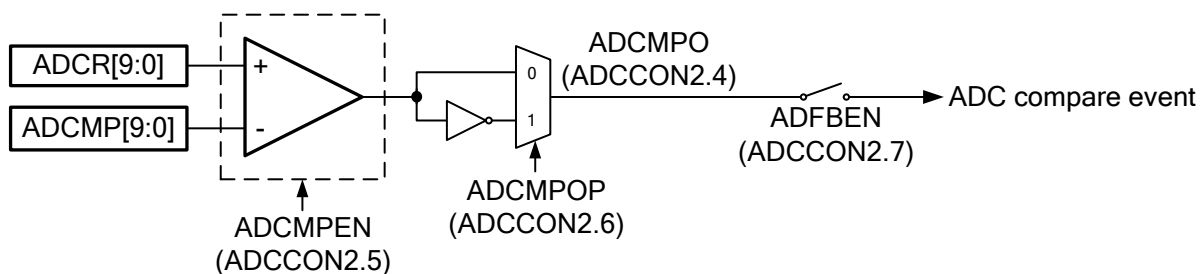 ADCR[9:0]
ADCMP[9:0]
+
-
ADCMPEN
(ADCCON2.5)
0
1
ADCMPOP
(ADCCON2.6)
ADCMPO
(ADCCON2.4)
ADFBEN
(ADCCON2.7)
ADC compare event